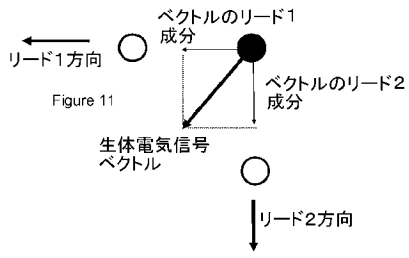 ベクトルのリード1
成分
リード1方向
ベクトルのリード2
成分
Figure 11
生体電気信号
ベクトル
リード2方向